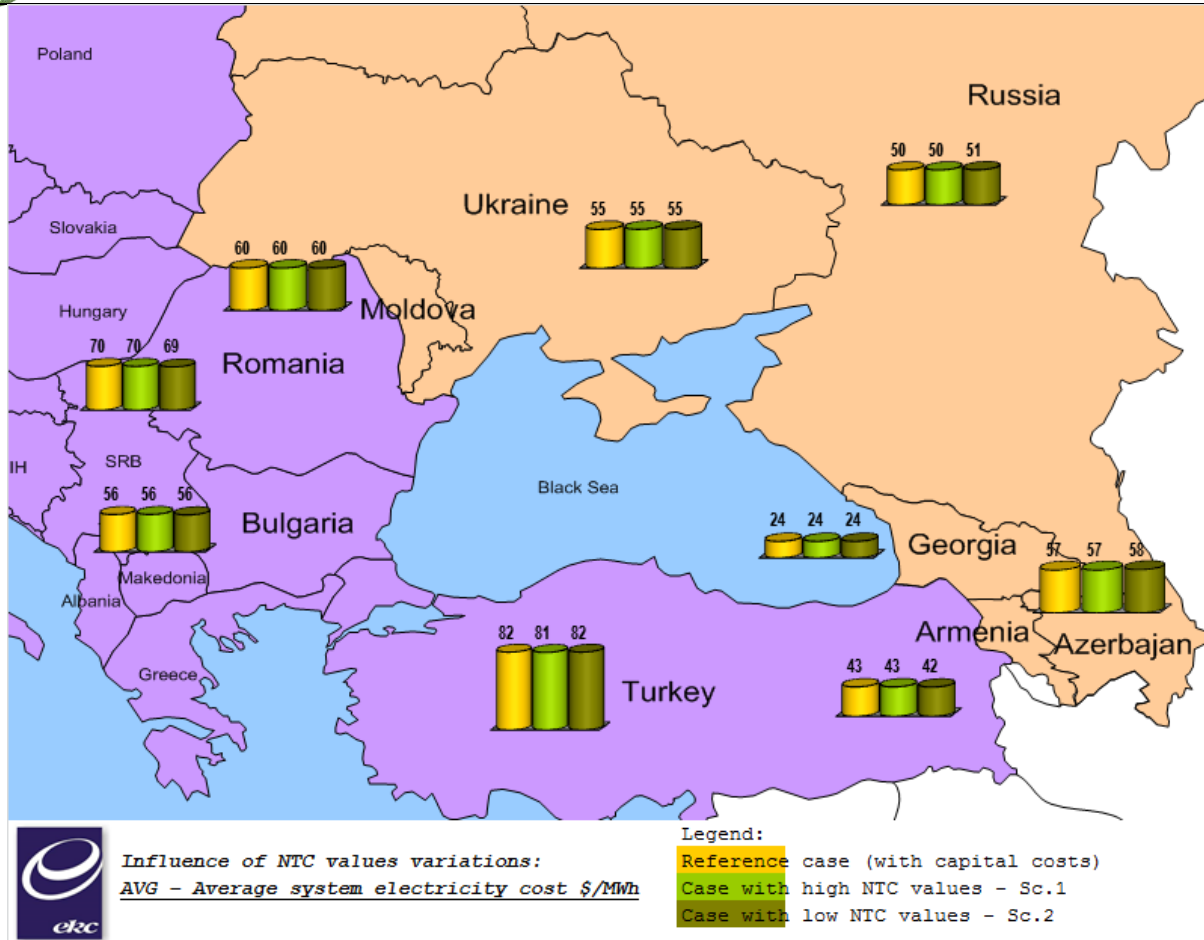 Poland
Russia
50 50 51
Ukraine
55 55 55
Slovakia
60 60 60
Moldova
Hungary
Romania
70 70 69
SRB
IH
Black Sea
56 56 56
Bulgaria
24 24 24
Georgia
57 57 58
Makedonia
Albania
Armenia
Azerbajan
82 81 82
Greece
Turkey
43 43 42
Legend:
Influence of NTC values variations:
AVG - Average system electricity cost $/MWh
Reference case (with capital costs)
Case with high NTC values - Sc.1
Case with low NTC values - Sc.2
ekc